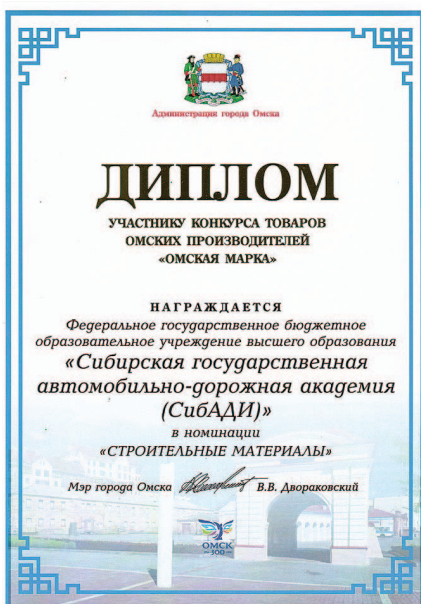 Администрация города Омска
ДИПЛОМ
УЧАСТНИКУ КОНКУРСА ТОВАРОВ
ОМСКИХ ПРОИЗВОДИТЕЛЕЙ
«ОМСКАЯ МАРКА»
НАГРАЖДАЕТСЯ
Федеральное государственное бюджетное
образовательное учреждение высшего образования
«Сибирская государственная
автомобильно-дорожная академия
(СибАДИ)»
в номинации
«СТРОИТЕЛЬНЫЕ МАТЕРИАЛЫ»
Мэр города Омска В.В. Двораковский
ОМСК
300